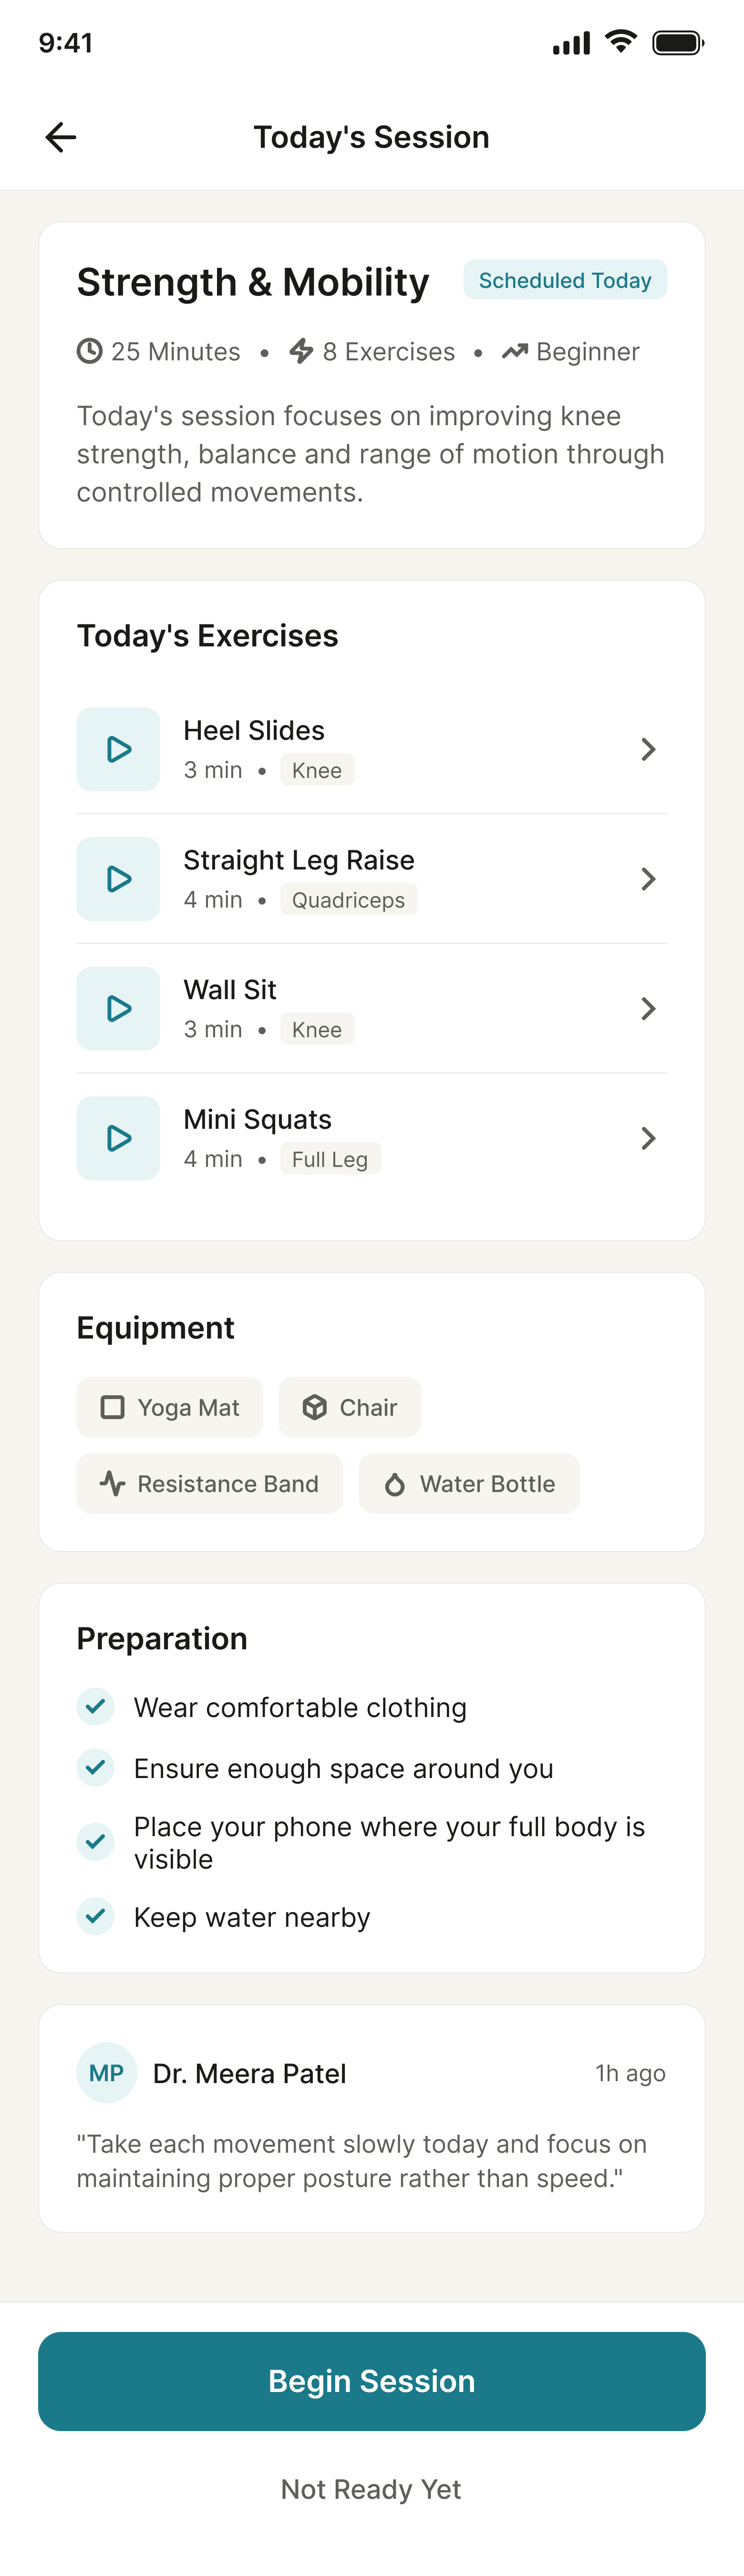 9:41
Today's Session
Strength & Mobility
Scheduled Today
25 Minutes • 8 Exercises • Beginner
Today's session focuses on improving knee
strength, balance and range of motion through
controlled movements.
Today's Exercises
Heel Slides
3 min • Knee
Straight Leg Raise
4 min • Quadriceps
Wall Sit
3 min • Knee
Mini Squats
4 min • Full Leg
Equipment
Yoga Mat
Chair
Resistance Band
Water Bottle
Preparation
Wear comfortable clothing
Ensure enough space around you
Place your phone where your full body is
visible
Keep water nearby
MP
Dr. Meera Patel
1h ago
"Take each movement slowly today and focus on
maintaining proper posture rather than speed."
Begin Session
Not Ready Yet